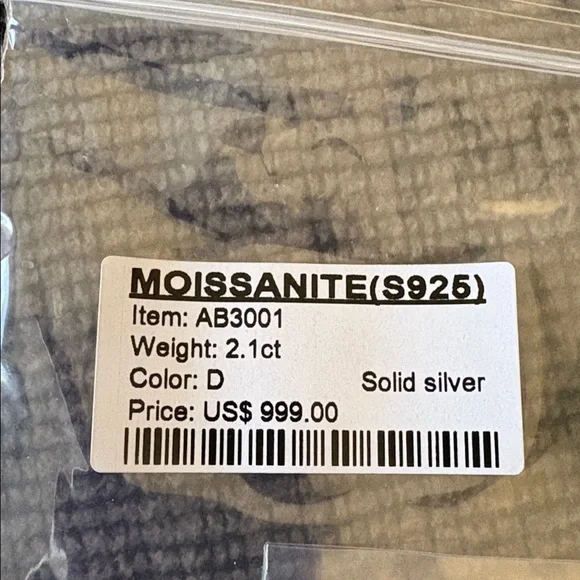 MOISSANITE(S925)
Item: AB3001
Weight: 2.1ct
Color: D Solid silver
Price: US$ 999.00